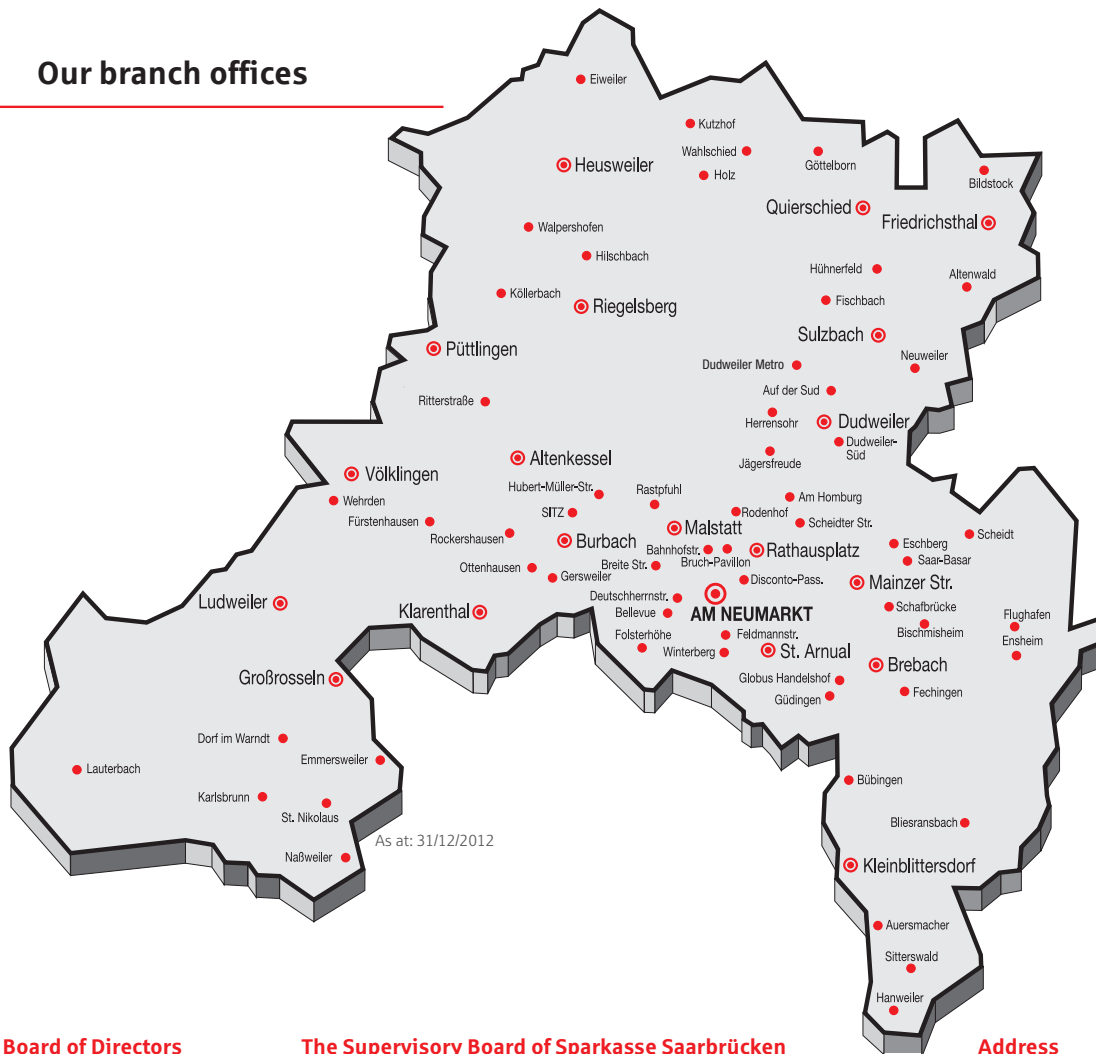 Our branch offices
Eiweiler
Kutzhof
Wahlschied
Göttelborn
Heusweiler
Holz
Bildstock
Quierschied
Friedrichsthal
Walpershofen
Hilschbach
Hühnerfeld
Altenwald
Köllerbach
Fischbach
Riegelsberg
Sulzbach
Püttlingen
Neuweiler
Dudweiler Metro
Auf der Sud
Ritterstraße
Herrensohr
Dudweiler
Dudweiler-
Süd
Altenkessel
Jägersfreude
Völklingen
Hubert-Müller-Str.
Rastpfuhl
Am Homburg
Wehrden
SITZ
Rodenhof
Fürstenhausen
Malstatt
Scheidter Str.
Rockershausen
Burbach
Bahnhofstr.
Rathausplatz
Eschberg
Scheidt
Bruch-Pavillon
Saar-Basar
Ottenhausen
Breite Str.
Gersweiler
Disconto-Pass.
Mainzer Str.
Ludweiler
Deutschherrnstr.
Klarenthal
Bellevue
AM NEUMARKT
Schafbrücke
Flughafen
Bischmisheim
Folsterhöhe
Feldmannstr.
Ensheim
Winterberg
St. Arnual
Brebach
Großrosseln
Globus Handelshof
Güdingen
Fechingen
Dorf im Warndt
Emmersweiler
Lauterbach
Bübingen
Karlsbrunn
St. Nikolaus
Bliesransbach
As at: 31/12/2012
Naßweiler
Kleinblittersdorf
Auersmacher
Sitterswald
Hanweiler
Board of Directors
The Supervisory Board of Sparkasse Saarbrücken
Address